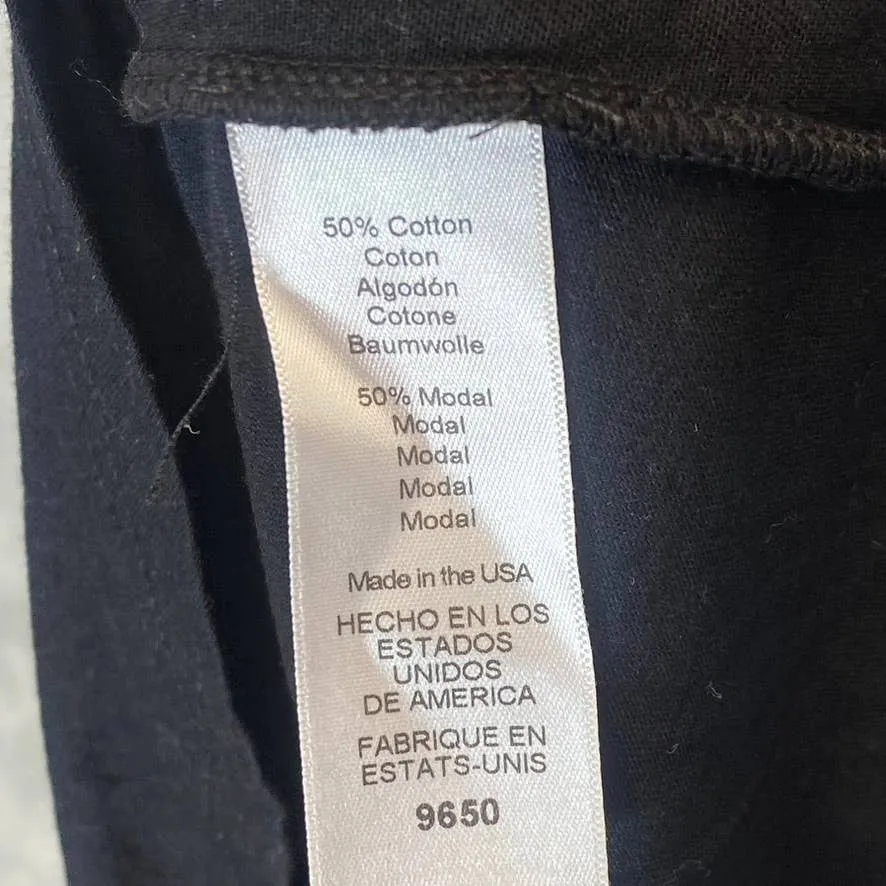 50% Cotton
Coton
Algodón
Cotone
Baumwolle
50% Modal
Modal
Modal
Modal
Modal
Made in the USA
HECHO EN LOS
ESTADOS
UNIDOS
DE AMERICA
FABRIQUE EN
ESTATS-UNIS
9650